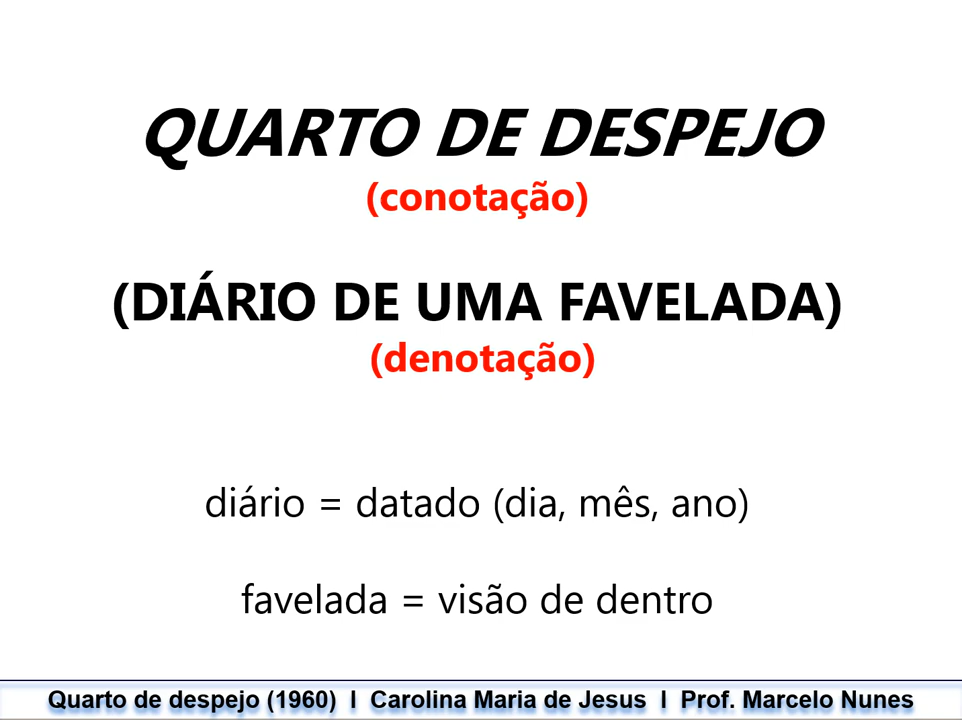 QUARTO DE DESPEJO
(conotação)
(DIÁRIO DE UMA FAVELADA)
(denotação)
diário = datado (dia, mês, ano)
favelada = visão de dentro
Quarto de despejo (1960) I Carolina Maria de Jesus I Prof. Marcelo Nunes